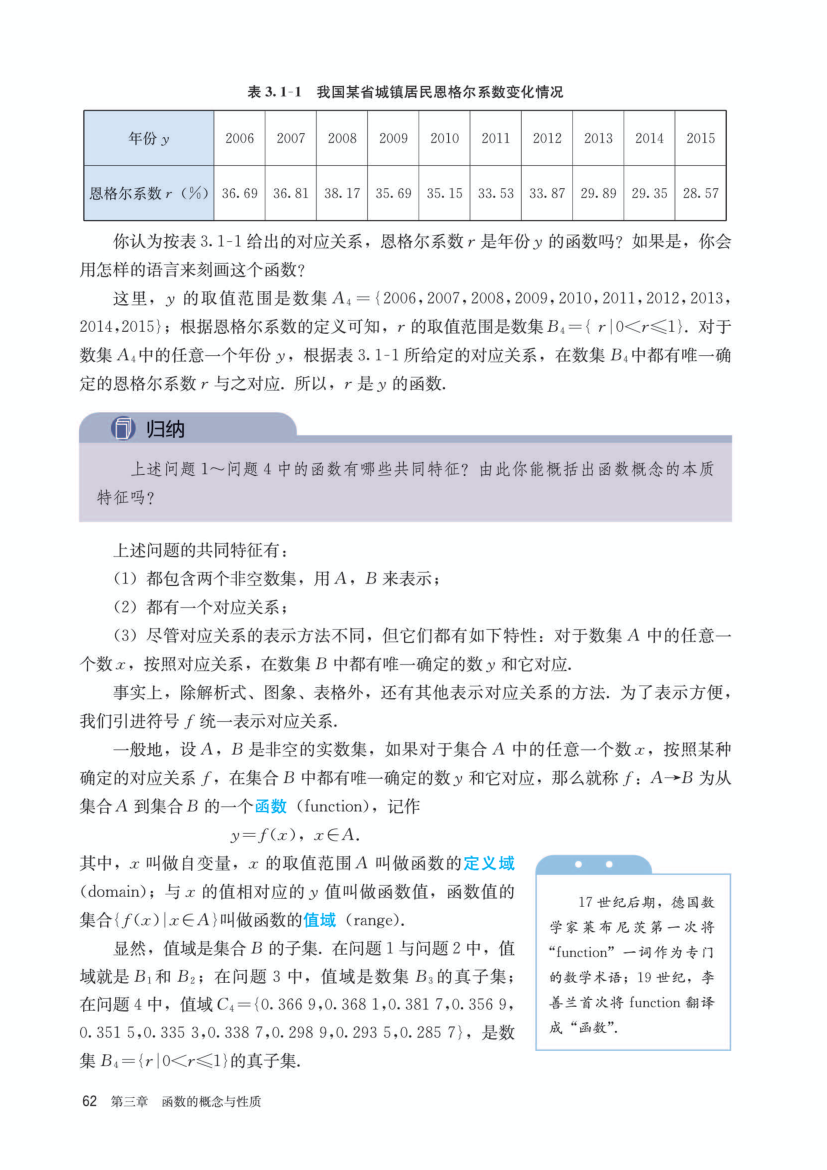 表 3.1-1 我国某省城镇居民恩格尔系数变化情况
年份 y 2006 2007 2008 2009 2010 2011 2012 2013 2014 2015
恩格尔系数 r（%） 36.69 36.81 38.17 35.69 35.15 33.53 33.87 29.89 29.35 28.57
你认为按表 3.1-1 给出的对应关系，恩格尔系数 r 是年份 y 的函数吗？如果是，你会
用怎样的语言来刻画这个函数？
这里，y 的取值范围是数集 A₄＝{2006,2007,2008,2009,2010,2011,2012,2013,
2014,2015}；根据恩格尔系数的定义可知，r 的取值范围是数集 B₄＝{ r|0＜r≤1}．对于
数集 A₄中的任意一个年份 y，根据表 3.1-1 所给定的对应关系，在数集 B₄中都有唯一确
定的恩格尔系数 r 与之对应．所以，r 是 y 的函数．
归纳
上述问题 1～问题 4 中的函数有哪些共同特征？由此你能概括出函数概念的本质
特征吗？
上述问题的共同特征有：
（1）都包含两个非空数集，用 A，B 来表示；
（2）都有一个对应关系；
（3）尽管对应关系的表示方法不同，但它们都有如下特性：对于数集 A 中的任意一
个数 x，按照对应关系，在数集 B 中都有唯一确定的数 y 和它对应．
事实上，除解析式、图象、表格外，还有其他表示对应关系的方法．为了表示方便，
我们引进符号 f 统一表示对应关系．
一般地，设 A，B 是非空的实数集，如果对于集合 A 中的任意一个数 x，按照某种
确定的对应关系 f，在集合 B 中都有唯一确定的数 y 和它对应，那么就称 f：A→B 为从
集合 A 到集合 B 的一个函数（function），记作
y＝f(x)，x∈A．
其中，x 叫做自变量，x 的取值范围 A 叫做函数的定义域
（domain）；与 x 的值相对应的 y 值叫做函数值，函数值的
集合{f(x)|x∈A}叫做函数的值域（range）．
显然，值域是集合 B 的子集．在问题 1 与问题 2 中，值
域就是 B₁和 B₂；在问题 3 中，值域是数集 B₃的真子集；
在问题 4 中，值域 C₄＝{0.366 9,0.368 1,0.381 7,0.356 9,
0.351 5,0.335 3,0.338 7,0.298 9,0.293 5,0.285 7}，是数
集 B₄＝{r|0＜r≤1}的真子集．
17 世纪后期，德国数
学家莱布尼茨第一次将
“function”一词作为专门
的数学术语；19 世纪，李
善兰首次将 function 翻译
成“函数”．
62 第三章 函数的概念与性质